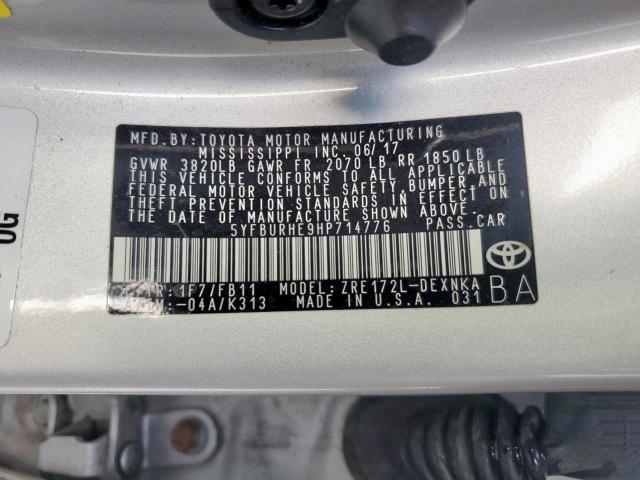 MFD.BY:TOYOTA MOTOR MANUFACTURING
MISSISSIPPI INC 06/17
GVWR 3820LB GAWR FR 2070 LB RR 1850LB
THIS VEHICLE CONFORMS TO ALL APPLICABLE
FEDERAL MOTOR VEHICLE SAFETY, BUMPER, AND
THEFT PREVENTION STANDARDS IN EFFECT ON
THE DATE OF MANUFACTURE SHOWN ABOVE.
5YFBURHE9HP714776 PASS.CAR
1F7/FB11 MODEL: ZRE172L-DEXNKA
-04A/K313 MADE IN U.S.A. 031
BA
OG